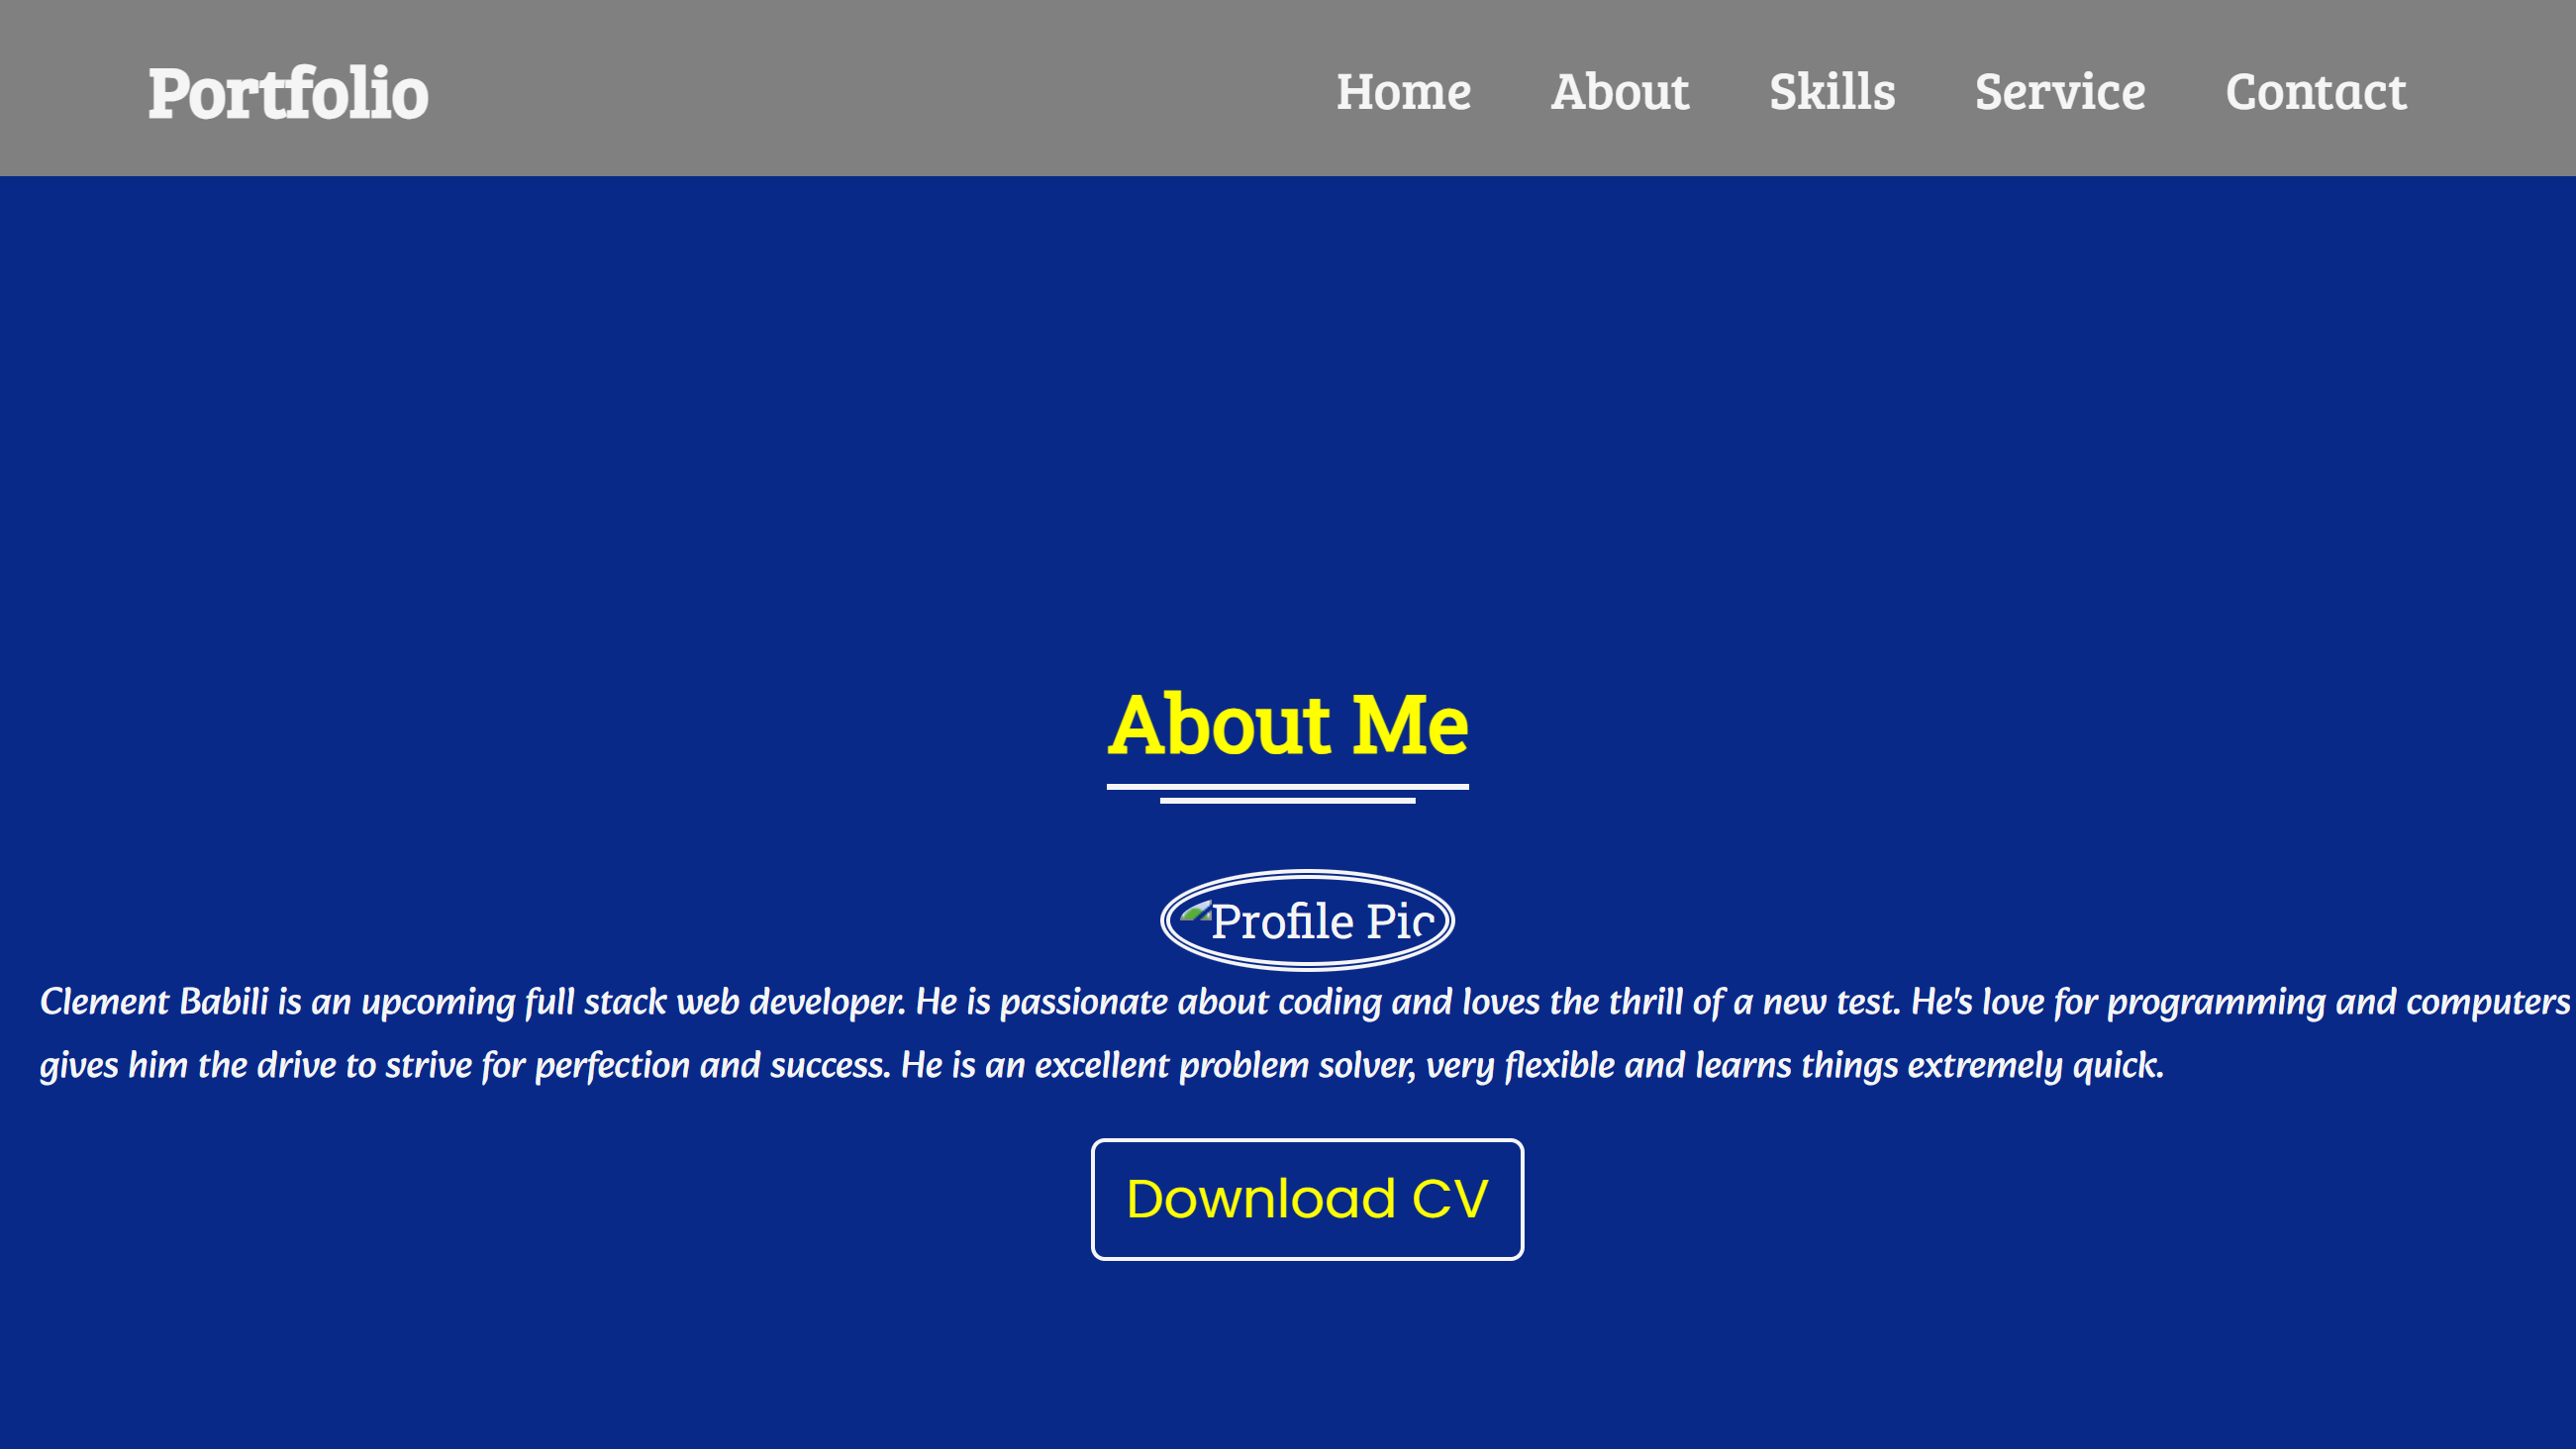 Portfolio
Home About Skills Service Contact
About Me
Profile Pic
Clement Babili is an upcoming full stack web developer. He is passionate about coding and loves the thrill of a new test. He's love for programming and computers
gives him the drive to strive for perfection and success. He is an excellent problem solver, very flexible and learns things extremely quick.
Download CV